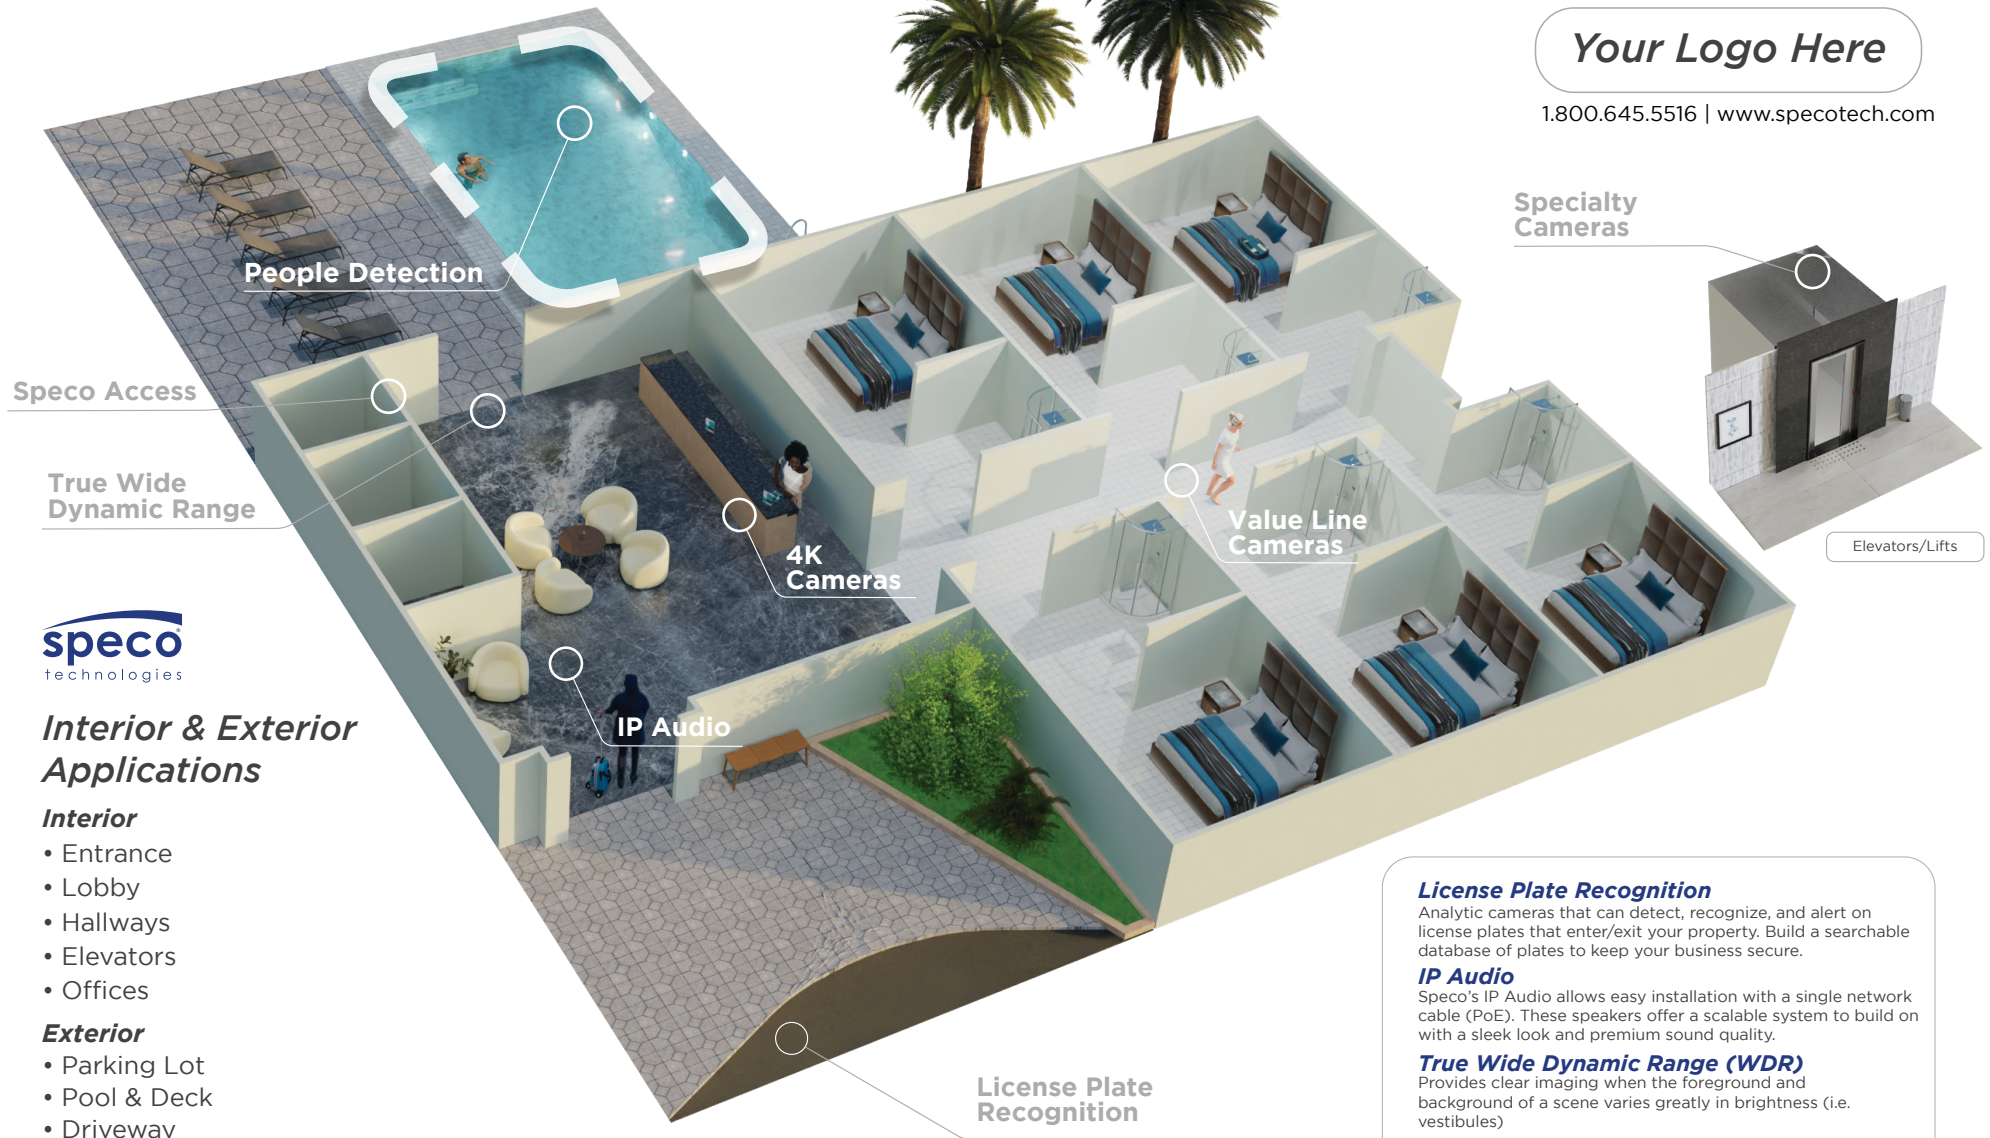 Your Logo Here
1.800.645.5516 | www.specotech.com
Specialty
Cameras
People Detection
Speco Access
True Wide
Dynamic Range
4K
Cameras
Value Line
Cameras
Elevators/Lifts
IP Audio
speco
technologies
Interior & Exterior
Applications
Interior
• Entrance
• Lobby
• Hallways
• Elevators
• Offices
Exterior
• Parking Lot
• Pool & Deck
• Driveway
License Plate
Recognition
License Plate Recognition
Analytic cameras that can detect, recognize, and alert on
license plates that enter/exit your property. Build a searchable
database of plates to keep your business secure.
IP Audio
Speco's IP Audio allows easy installation with a single network
cable (PoE). These speakers offer a scalable system to build on
with a sleek look and premium sound quality.
True Wide Dynamic Range (WDR)
Provides clear imaging when the foreground and
background of a scene varies greatly in brightness (i.e.
vestibules)